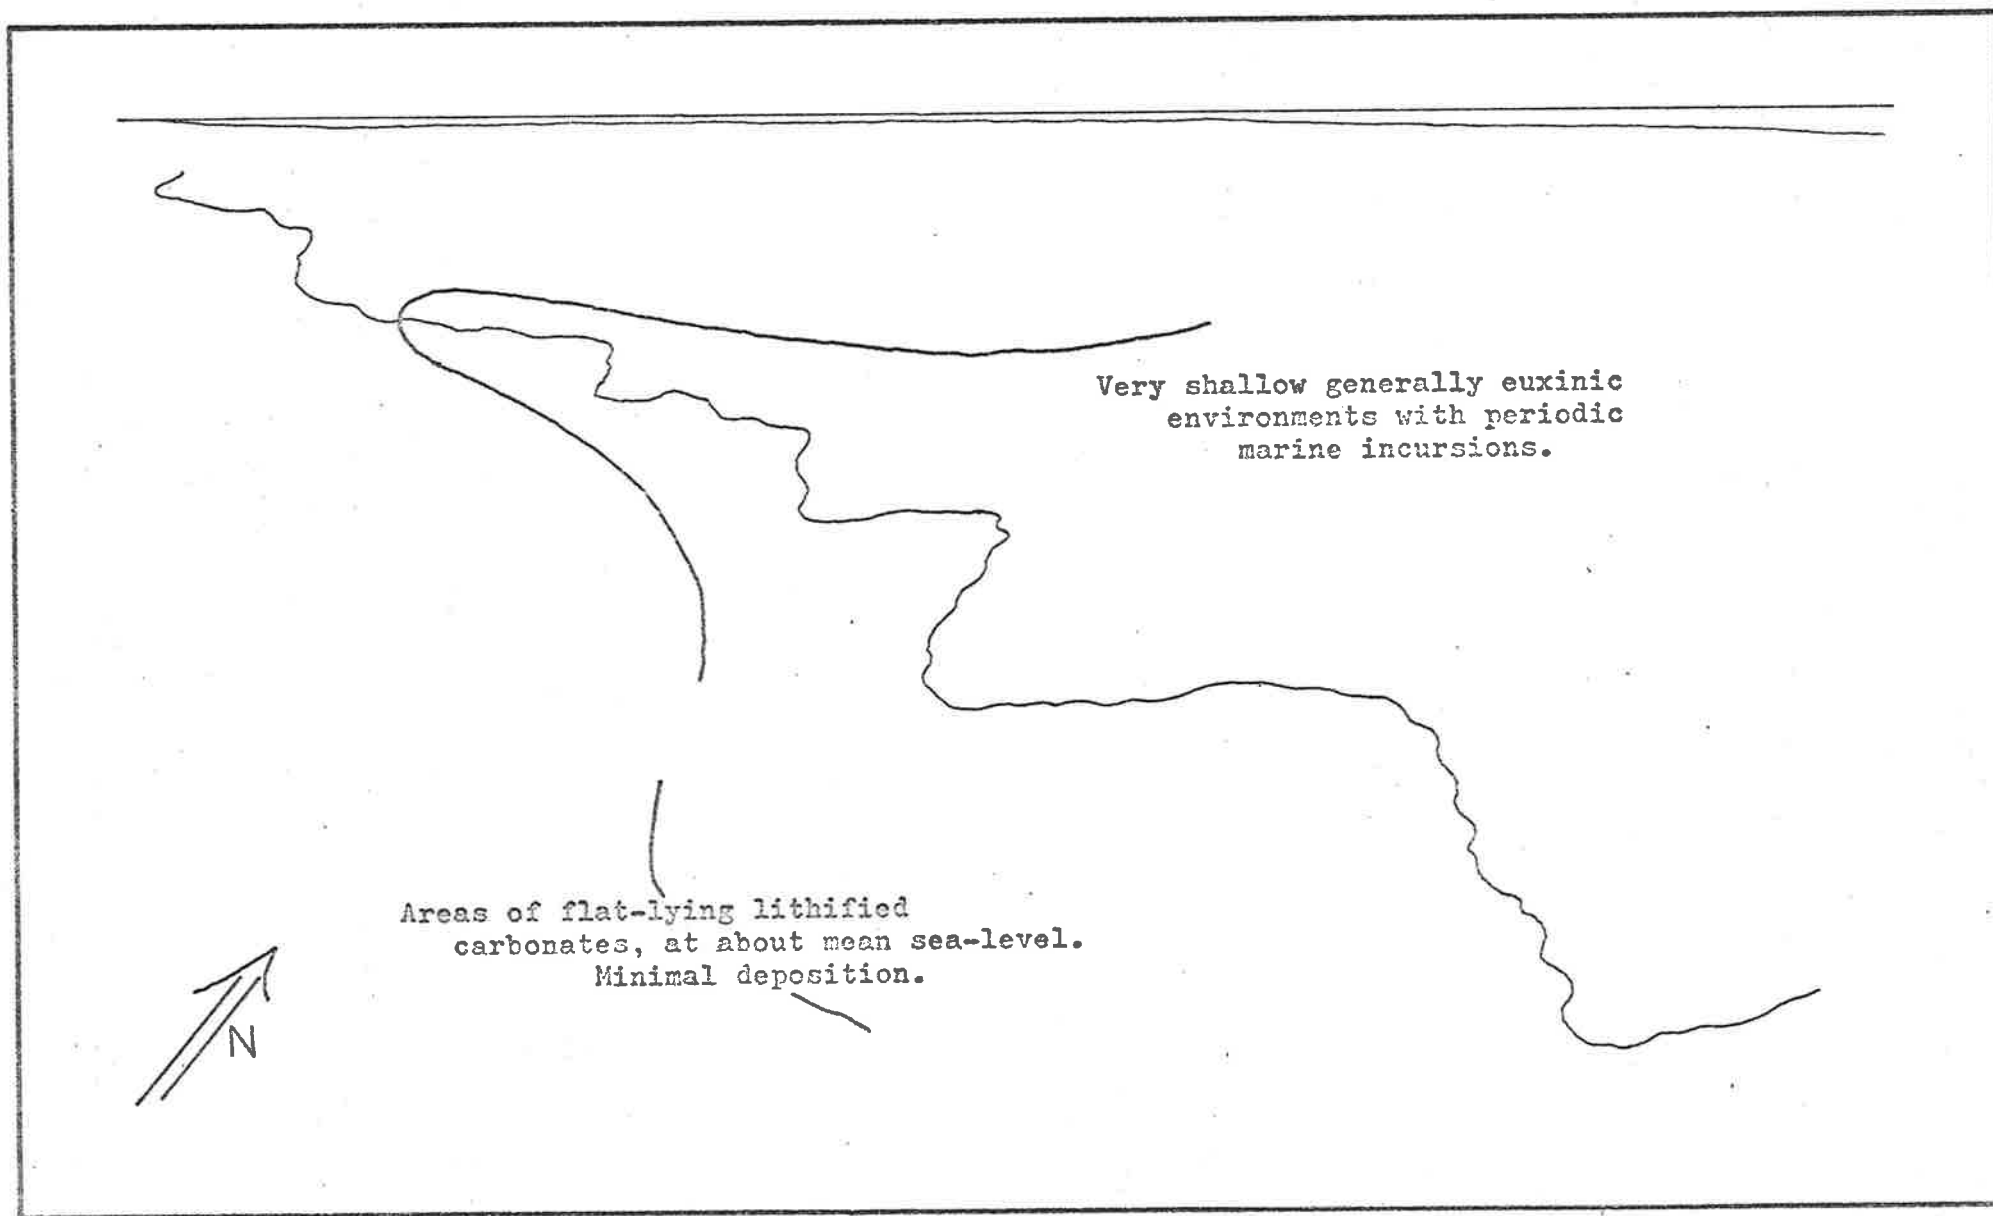 Very shallow generally euxinic
environments with periodic
marine incursions.
Areas of flat-lying lithified
carbonates, at about mean sea-level.
Minimal deposition.
N